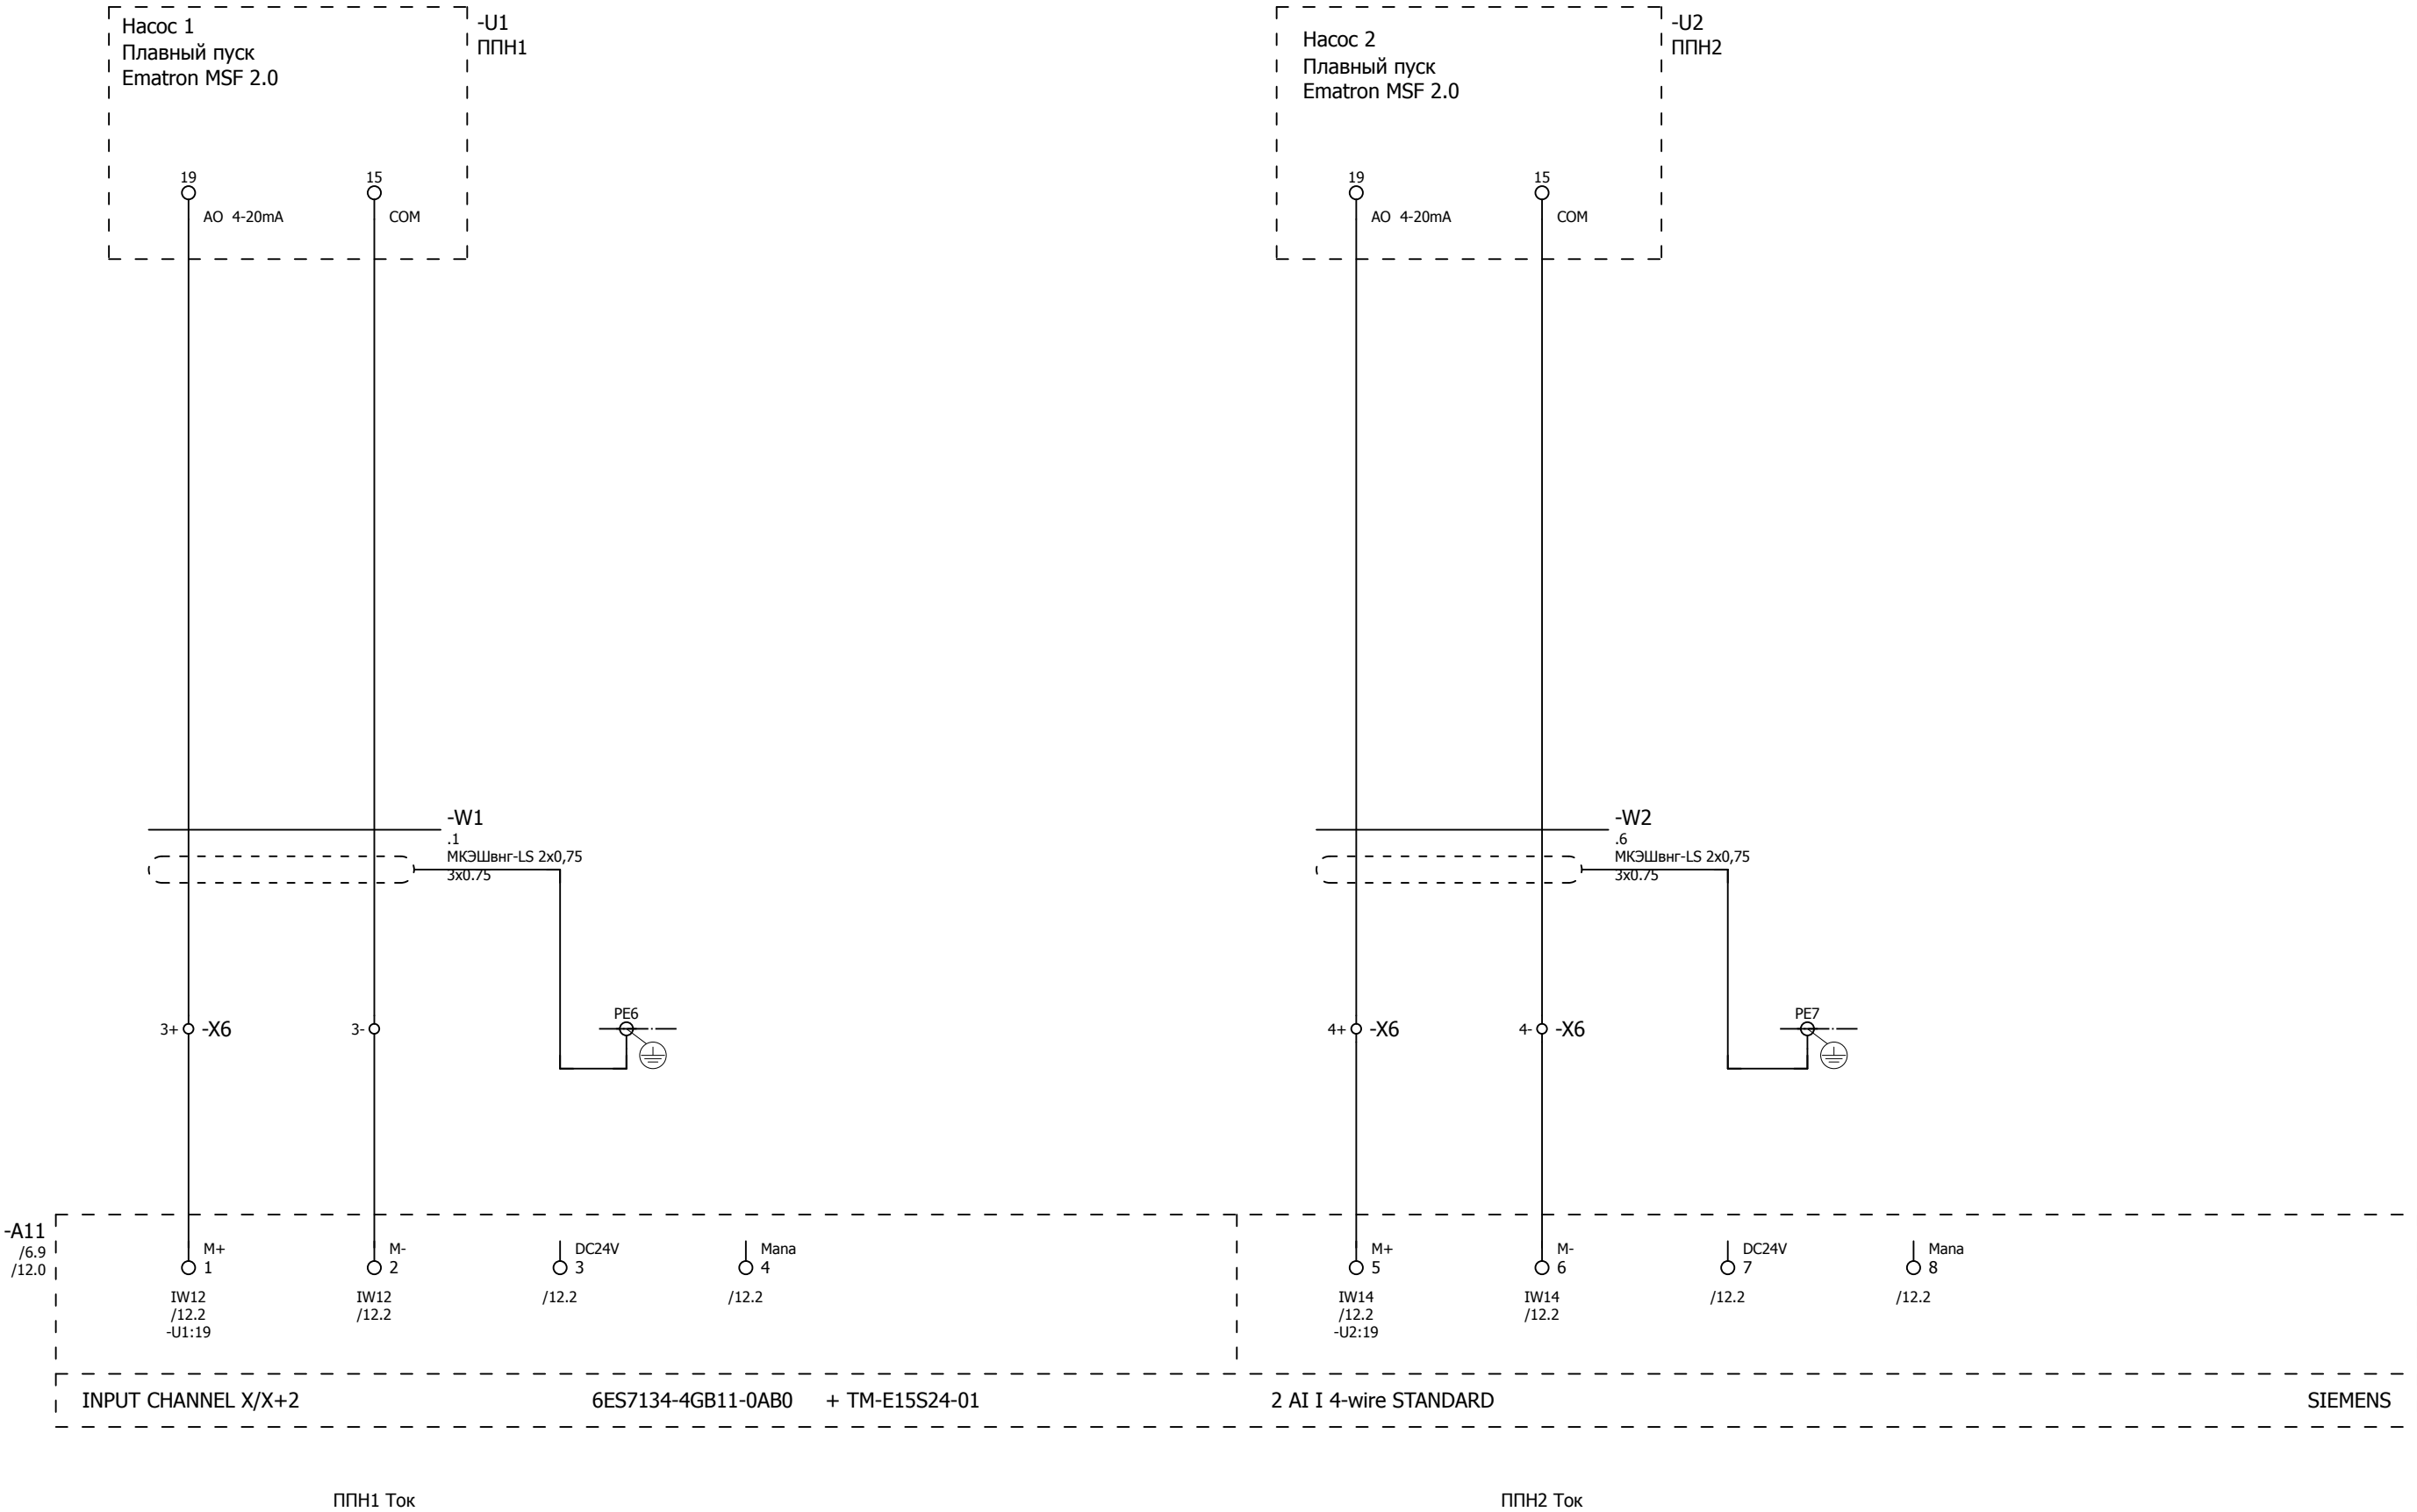 Насос 1
Плавный пуск
Ematron MSF 2.0
-U1
ППН1
Насос 2
Плавный пуск
Ematron MSF 2.0
-U2
ППН2
19
15
AO 4-20mA
COM
19
15
AO 4-20mA
COM
-W1
.1
МКЭШвнг-LS 2x0,75
3x0.75
-W2
.6
МКЭШвнг-LS 2x0,75
3x0.75
3+
-X6
3-
PE6
4+
-X6
4-
-X6
PE7
-A11
/6.9
/12.0
M+
1
IW12
/12.2
-U1:19
M-
2
IW12
/12.2
DC24V
3
/12.2
Mana
4
/12.2
M+
5
IW14
/12.2
-U2:19
M-
6
IW14
/12.2
DC24V
7
/12.2
Mana
8
/12.2
INPUT CHANNEL X/X+2
6ES7134-4GB11-0AB0 + TM-E15S24-01
2 AI I 4-wire STANDARD
SIEMENS
ППН1 Ток
ППН2 Ток